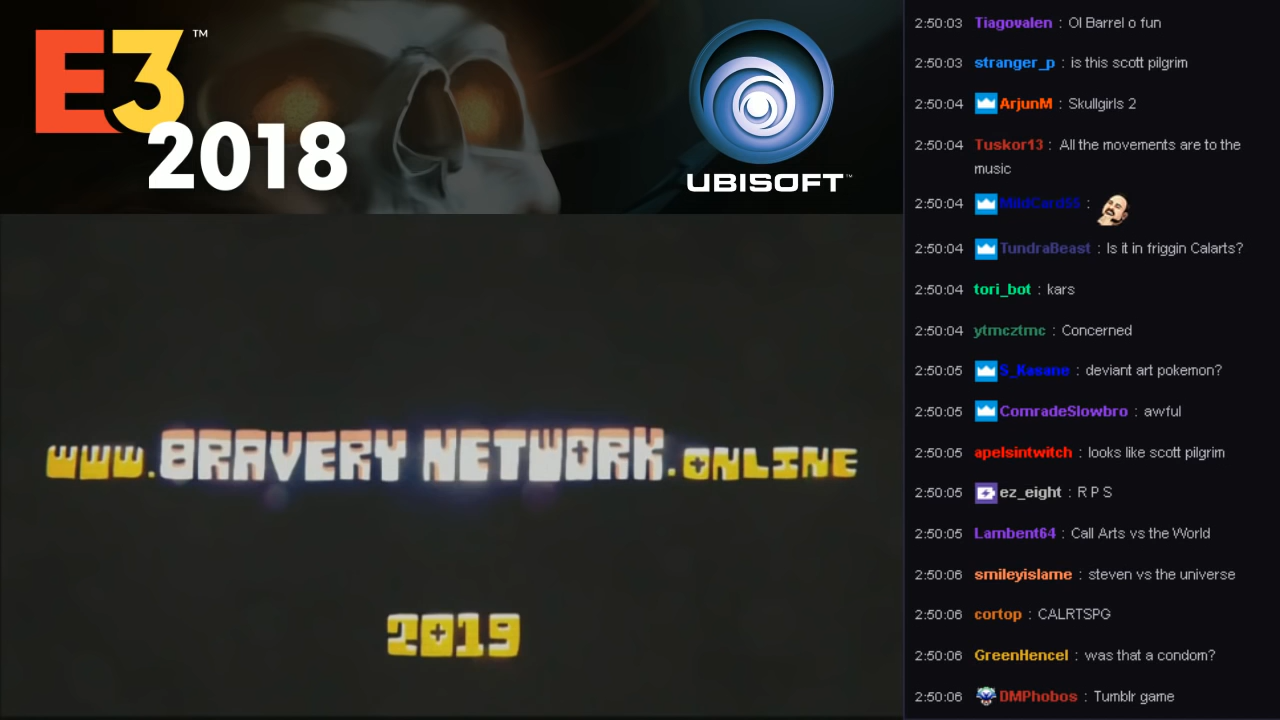 E3™
2018
UBISOFT™
www.BRAVERY NETWORK.ONLINE
2019
2:50:03 Tiagovalen : Ol Barrel o fun
2:50:03 stranger_p : is this scott pilgrim
2:50:04 ArjunM : Skullgirls 2
2:50:04 Tuskor13 : All the movements are to the
music
2:50:04 MildCard55 :
2:50:04 TundraBeast : Is it in friggin Calarts?
2:50:04 tori_bot : kars
2:50:04 ytmcztmc : Concerned
2:50:05 S_Kasane : deviant art pokemon?
2:50:05 ComradeSlowbro : awful
2:50:05 apelsintwitch : looks like scott pilgrim
2:50:05 ez_eight : R P S
2:50:05 Lambent64 : Call Arts vs the World
2:50:06 smileyislame : steven vs the universe
2:50:06 cortop : CALRTSPG
2:50:06 GreenHencel : was that a condom?
2:50:06 DMPhobos : Tumblr game